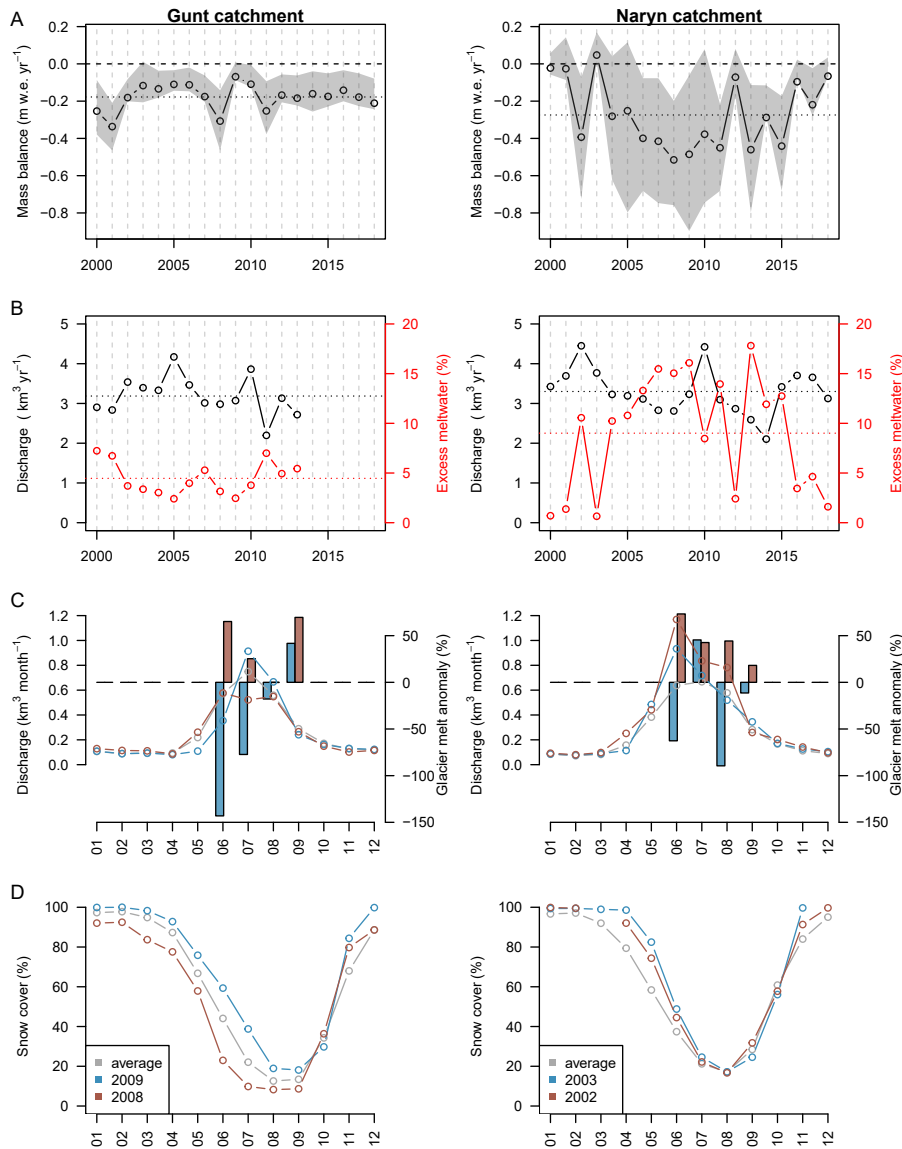 Gunt catchment
Naryn catchment
A
Mass balance (m w.e. yr⁻¹)
0.2
0.0
−0.2
−0.4
−0.6
−0.8
2000 2005 2010 2015
Mass balance (m w.e. yr⁻¹)
0.2
0.0
−0.2
−0.4
−0.6
−0.8
2000 2005 2010 2015
B
Discharge ( km³ yr⁻¹)
5
4
3
2
1
0
20
15
10
5
0
Excess meltwater (%)
2000 2005 2010 2015
Discharge ( km³ yr⁻¹)
5
4
3
2
1
0
20
15
10
5
0
Excess meltwater (%)
2000 2005 2010 2015
C
Discharge (km³ month⁻¹)
1.2
1.0
0.8
0.6
0.4
0.2
0.0
50
0
−50
−100
−150
Glacier melt anomaly (%)
01 02 03 04 05 06 07 08 09 10 11 12
Discharge (km³ month⁻¹)
1.2
1.0
0.8
0.6
0.4
0.2
0.0
50
0
−50
−100
−150
Glacier melt anomaly (%)
01 02 03 04 05 06 07 08 09 10 11 12
D
Snow cover (%)
100
80
60
40
20
0
average
2009
2008
01 02 03 04 05 06 07 08 09 10 11 12
Snow cover (%)
100
80
60
40
20
0
average
2003
2002
01 02 03 04 05 06 07 08 09 10 11 12